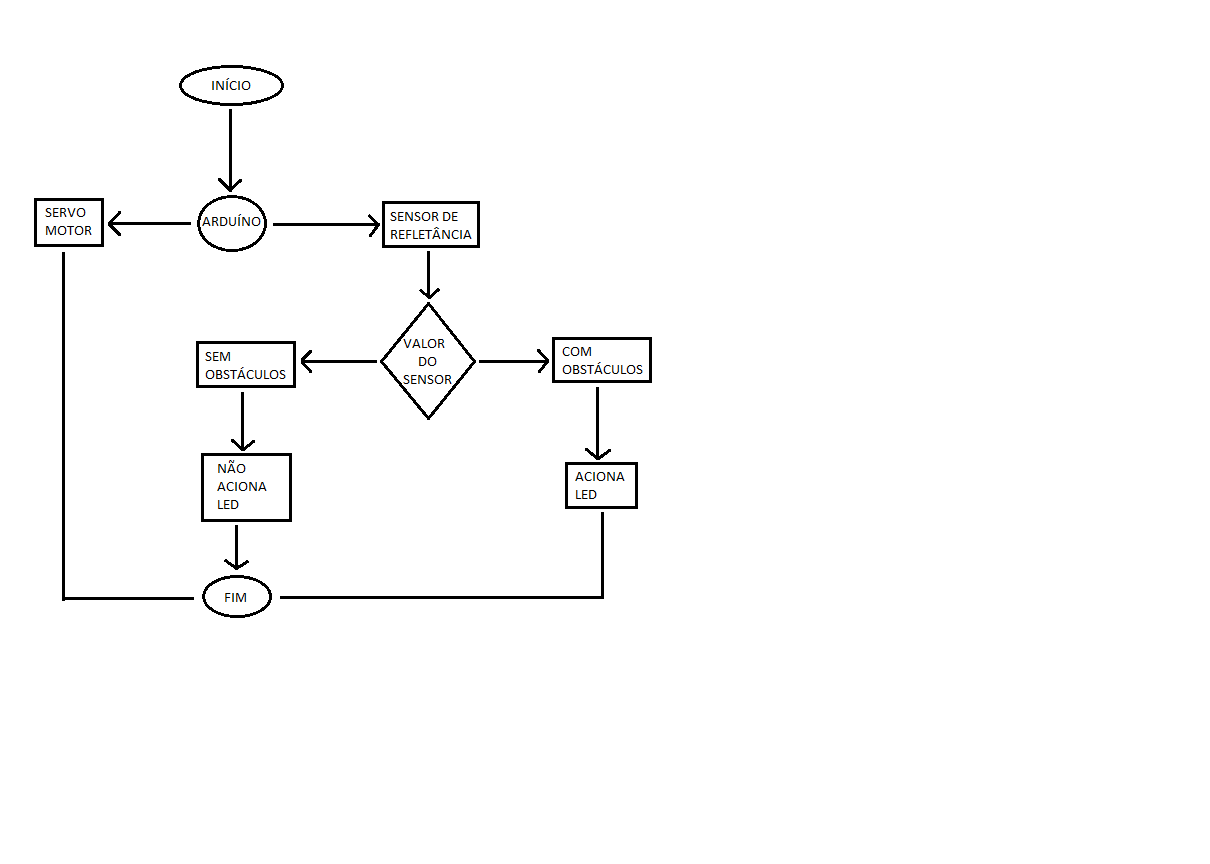 INÍCIO
SERVO
MOTOR
ARDUÍNO
SENSOR DE
REFLETÂNCIA
VALOR
DO
SENSOR
SEM
OBSTÁCULOS
COM
OBSTÁCULOS
NÃO
ACIONA
LED
ACIONA
LED
FIM